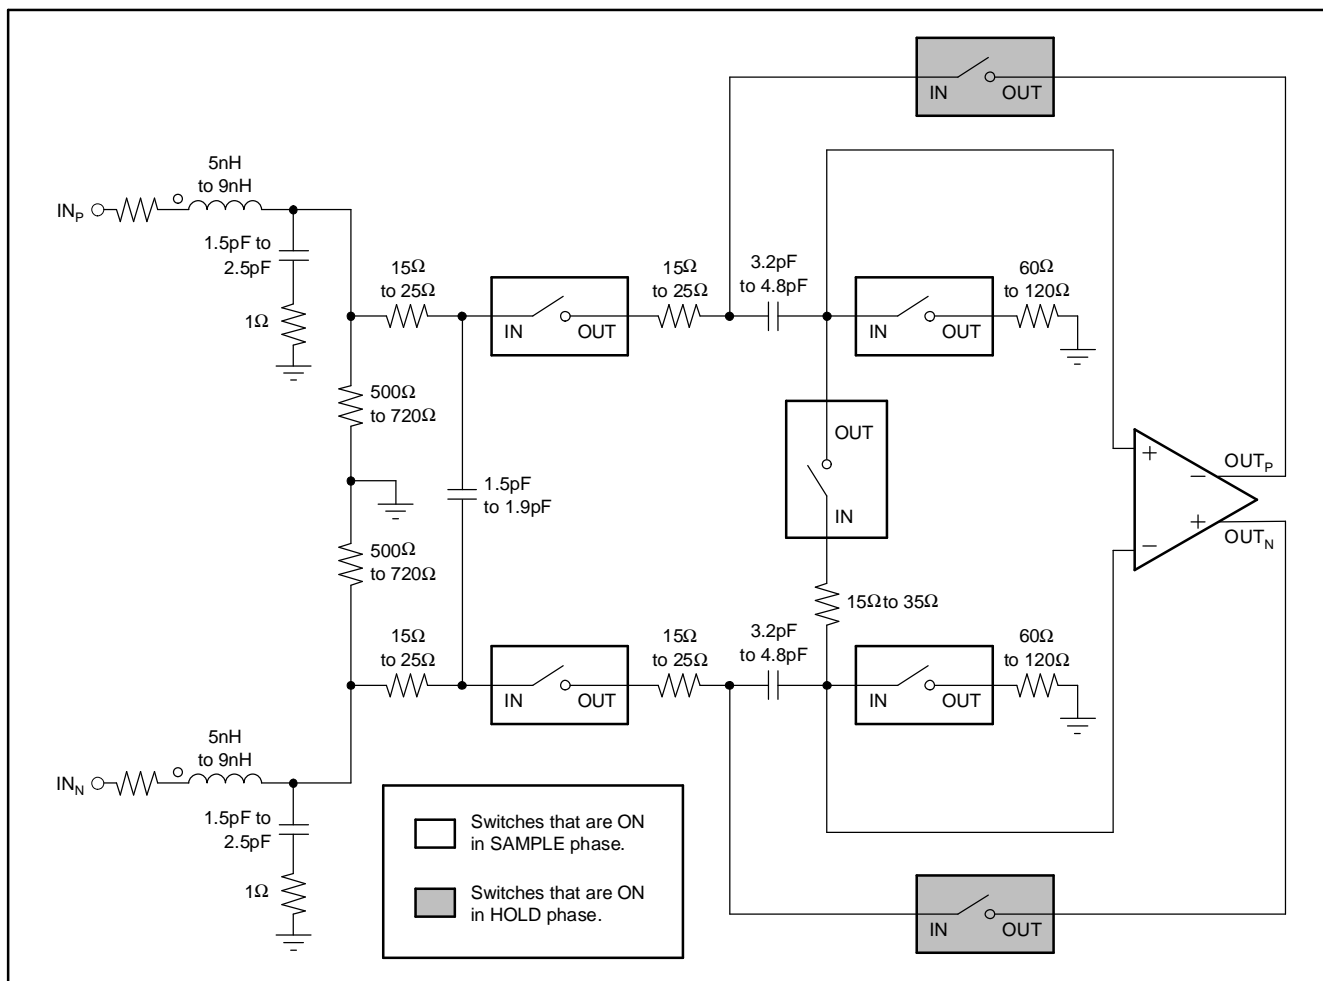 IN OUT
5nH
to 9nH
INP
1.5pF to
2.5pF
1Ω
15Ω
to 25Ω
IN OUT
15Ω
to 25Ω
3.2pF
to 4.8pF
IN OUT
60Ω
to 120Ω
500Ω
to 720Ω
1.5pF
to 1.9pF
OUT
IN
+
−
−
+
OUTP
OUTN
500Ω
to 720Ω
15Ω to 35Ω
15Ω
to 25Ω
IN OUT
15Ω
to 25Ω
3.2pF
to 4.8pF
IN OUT
60Ω
to 120Ω
5nH
to 9nH
INN
1.5pF to
2.5pF
1Ω
Switches that are ON
in SAMPLE phase.
Switches that are ON
in HOLD phase.
IN OUT